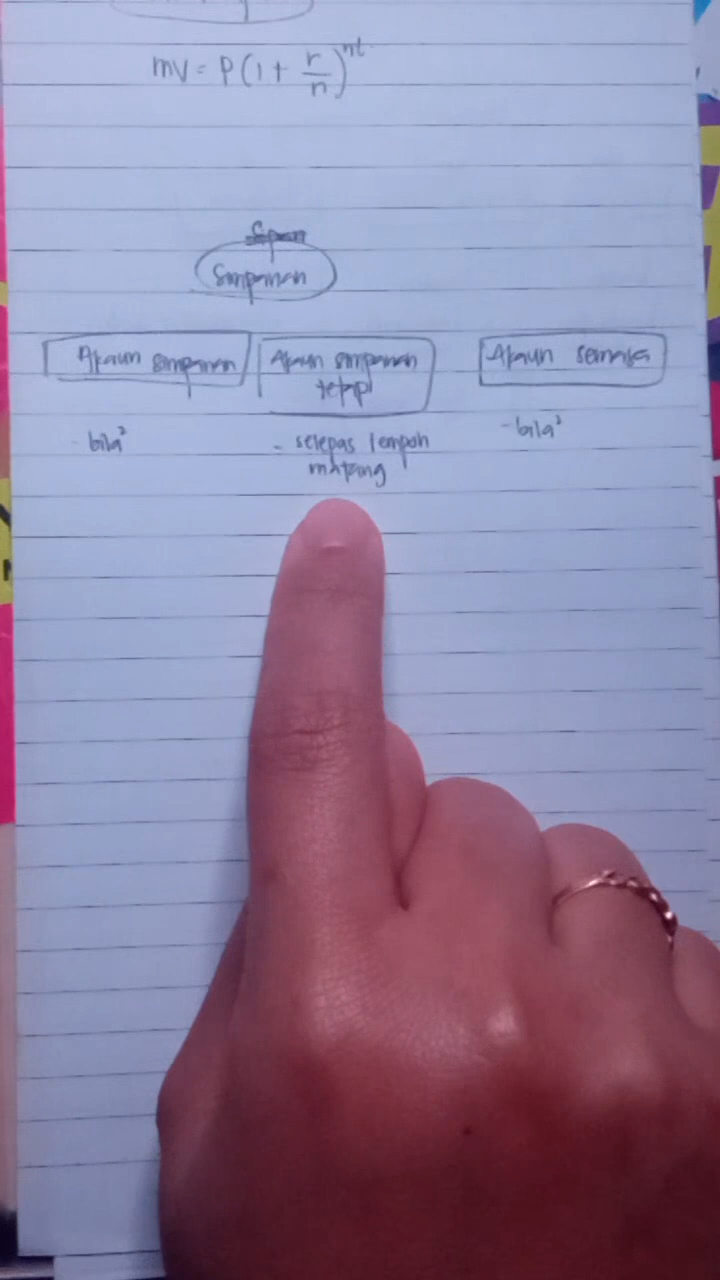 mv = P(1 + r/n)^nt
Simpanan
Akaun simpanan
Akaun simpanan
tetap
Akaun semasa
- bila²
- selepas tempoh
matang
- bila²